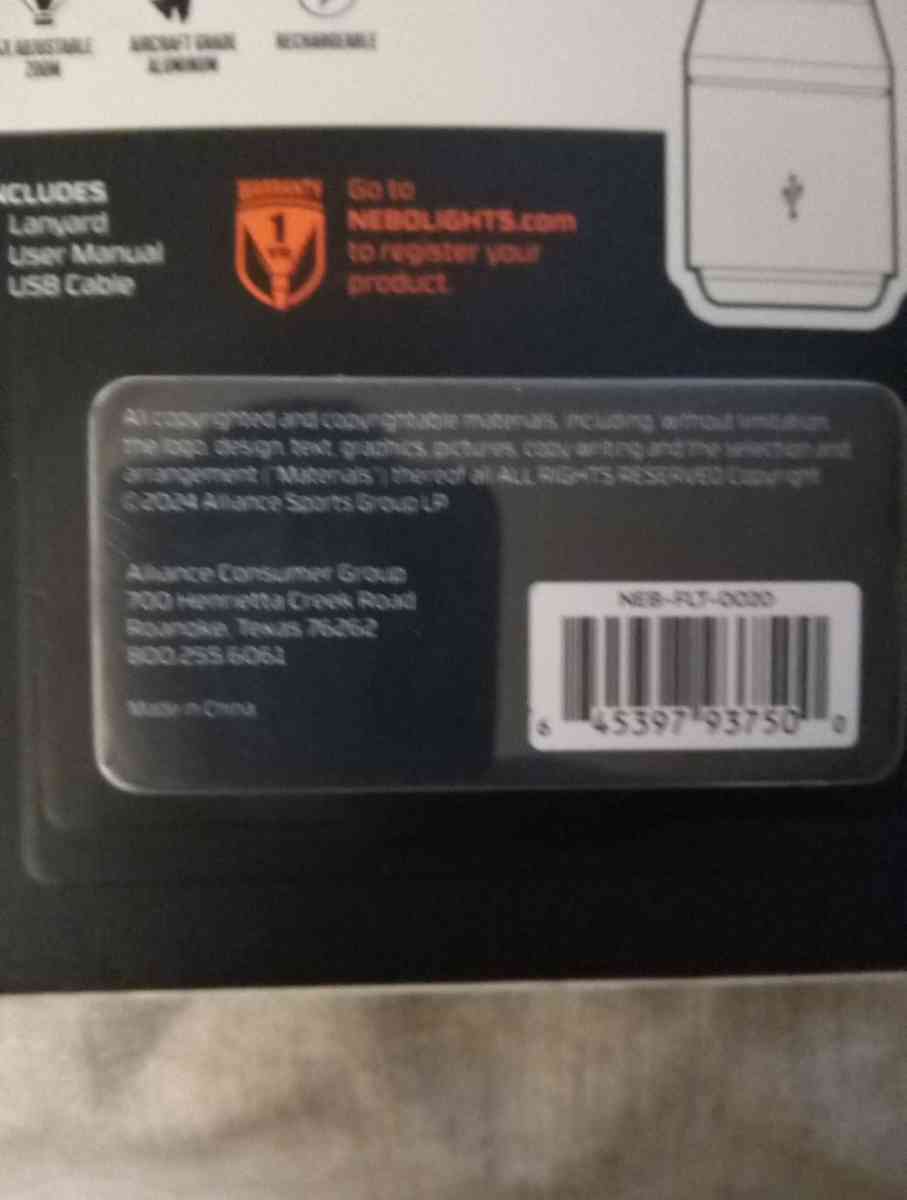 ADJUSTABLE
ZOOM
AIRCRAFT GRADE
ALUMINUM
RECHARGEABLE
INCLUDES
Lanyard
User Manual
USB Cable
WARRANTY
1
YR
Go to
NEBOLIGHTS.com
to register your
product.
All copyrighted and copyrightable materials, including, without limitation
the logo, design, text, graphics, pictures, copy writing and the selection and
arrangement ("Materials") thereof all ALL RIGHTS RESERVED Copyright
©2024 Alliance Sports Group LP
Alliance Consumer Group
700 Henrietta Creek Road
Roanoke, Texas 76262
800.255.6061
Made in China
NEB-FLT-0020
6 45397 93750 0